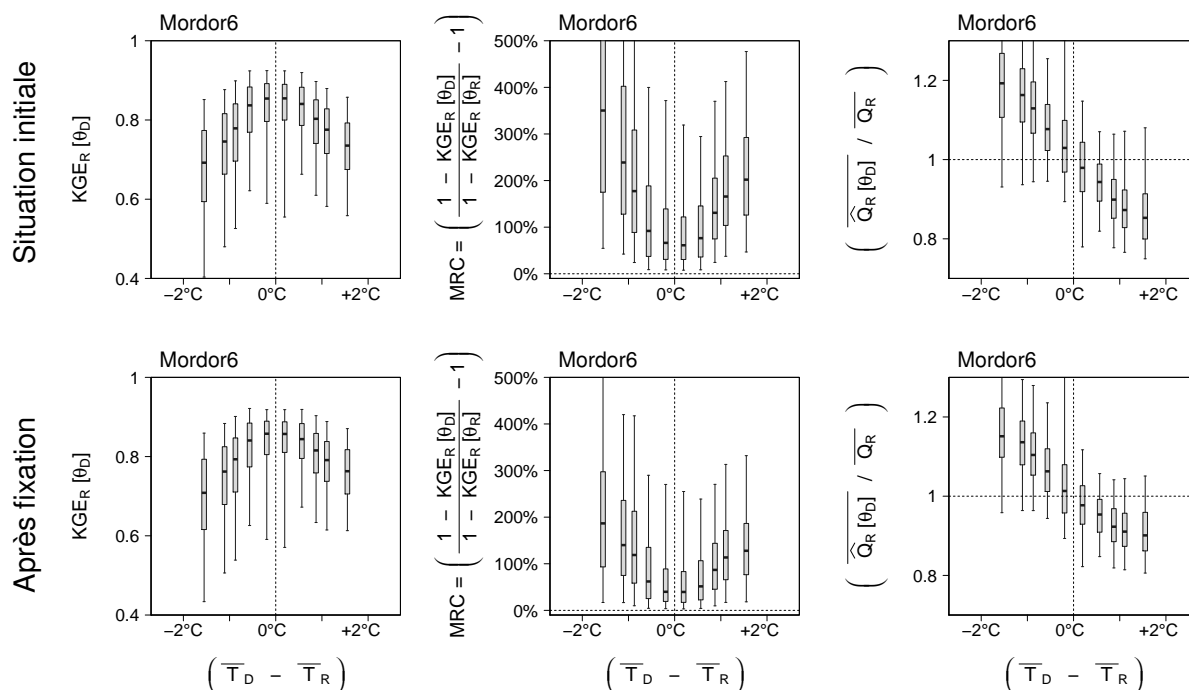 Situation initiale
Mordor6
KGE_R [θ_D]
1
0.8
0.6
0.4
−2°C 0°C +2°C
Mordor6
MRC = ( (1 − KGE_R [θ_D]) / (1 − KGE_R [θ_R]) − 1 )
500%
400%
300%
200%
100%
0%
−2°C 0°C +2°C
Mordor6
( \overline{\widehat{Q}_R [θ_D]} / \overline{Q_R} )
1.2
1
0.8
−2°C 0°C +2°C
Après fixation
Mordor6
KGE_R [θ_D]
1
0.8
0.6
0.4
−2°C 0°C +2°C
( \overline{T}_D − \overline{T}_R )
Mordor6
MRC = ( (1 − KGE_R [θ_D]) / (1 − KGE_R [θ_R]) − 1 )
500%
400%
300%
200%
100%
0%
−2°C 0°C +2°C
( \overline{T}_D − \overline{T}_R )
Mordor6
( \overline{\widehat{Q}_R [θ_D]} / \overline{Q_R} )
1.2
1
0.8
−2°C 0°C +2°C
( \overline{T}_D − \overline{T}_R )